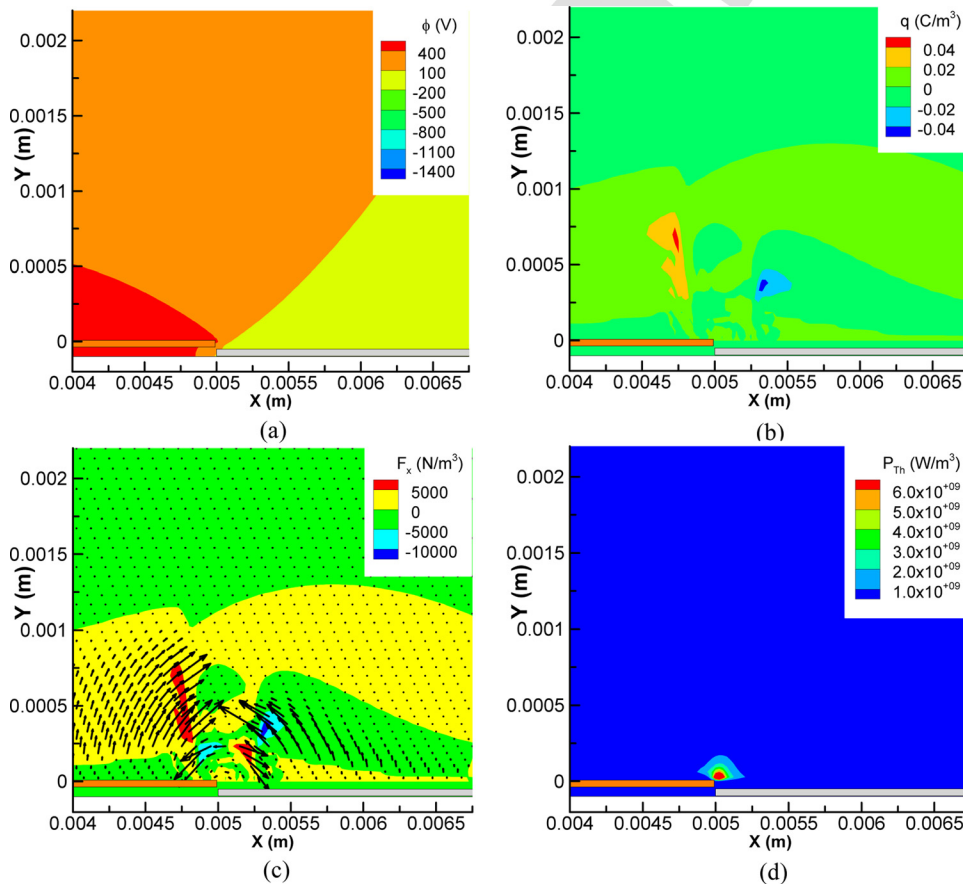 0.002
0.0015
0.001
0.0005
0
Y (m)
ϕ (V)
400
100
-200
-500
-800
-1100
-1400
0.004 0.0045 0.005 0.0055 0.006 0.0065
X (m)
(a)
0.002
0.0015
0.001
0.0005
0
Y (m)
q (C/m³)
0.04
0.02
0
-0.02
-0.04
0.004 0.0045 0.005 0.0055 0.006 0.0065
X (m)
(b)
0.002
0.0015
0.001
0.0005
0
Y (m)
Fₓ (N/m³)
5000
0
-5000
-10000
0.004 0.0045 0.005 0.0055 0.006 0.0065
X (m)
(c)
0.002
0.0015
0.001
0.0005
0
Y (m)
P_Th (W/m³)
6.0x10⁺⁰⁹
5.0x10⁺⁰⁹
4.0x10⁺⁰⁹
3.0x10⁺⁰⁹
2.0x10⁺⁰⁹
1.0x10⁺⁰⁹
0.004 0.0045 0.005 0.0055 0.006 0.0065
X (m)
(d)